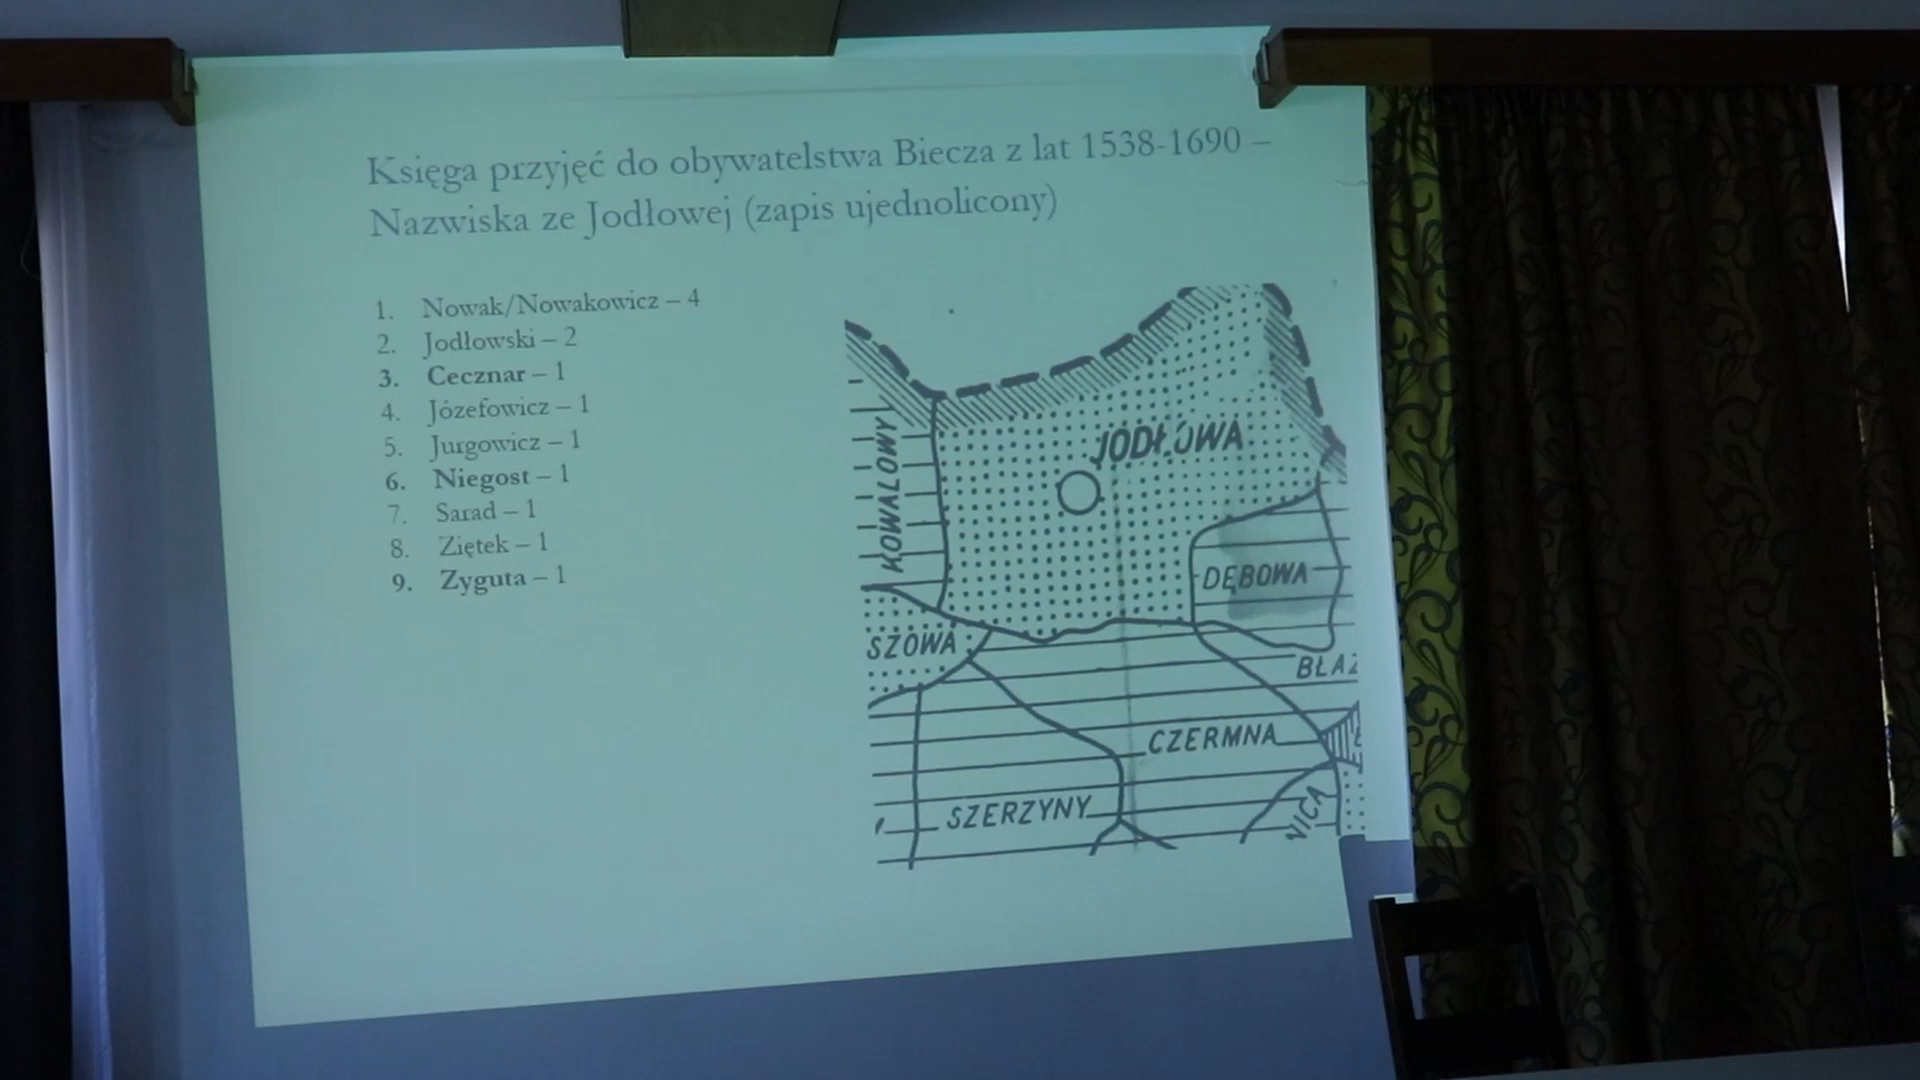 Księga przyjęć do obywatelstwa Biecza z lat 1538-1690 –
Nazwiska ze Jodłowej (zapis ujednolicony)
1. Nowak/Nowakowicz – 4
2. Jodłowski – 2
3. Cecznar – 1
4. Józefowicz – 1
5. Jurgowicz – 1
6. Niegost – 1
7. Sarad – 1
8. Ziętek – 1
9. Zyguta – 1
JODŁOWA
KOWALOWY
DĘBOWA
SZOWA
BŁAŻ
CZERMNA
SZERZYNY
NICA